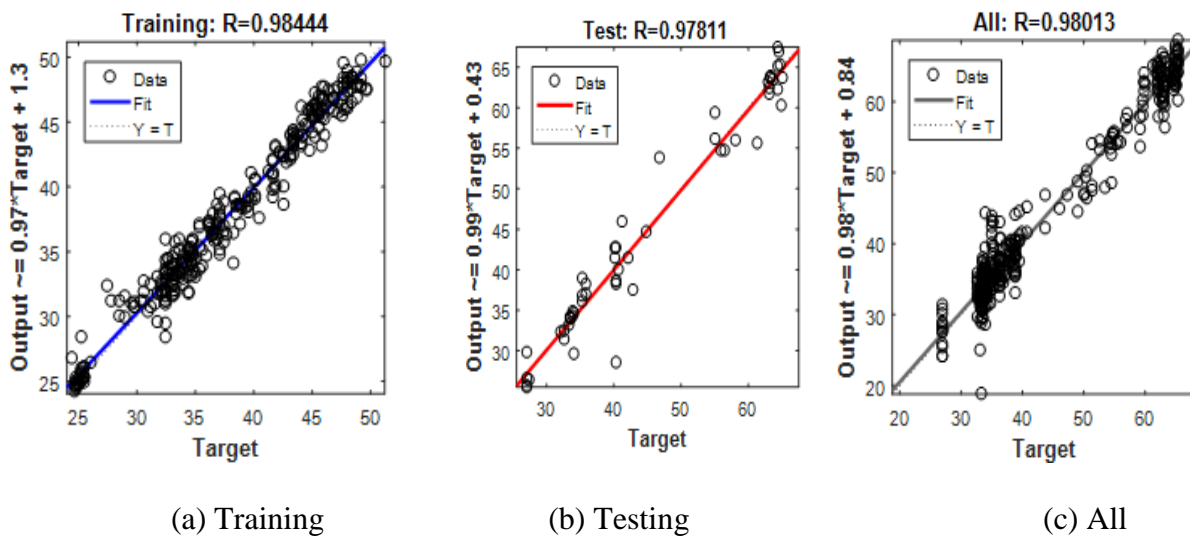 Training: R=0.98444
Output ~= 0.97*Target + 1.3
50
45
40
35
30
25
Data
Fit
Y = T
25 30 35 40 45 50
Target
(a) Training
Test: R=0.97811
Output ~= 0.99*Target + 0.43
65
60
55
50
45
40
35
30
Data
Fit
Y = T
30 40 50 60
Target
(b) Testing
All: R=0.98013
Output ~= 0.98*Target + 0.84
60
50
40
30
20
Data
Fit
Y = T
20 30 40 50 60
Target
(c) All